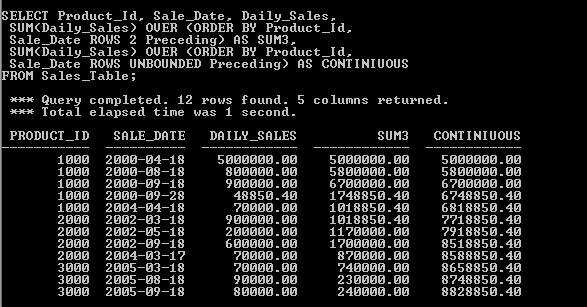 SELECT Product_Id, Sale_Date, Daily_Sales,
SUM(Daily_Sales) OVER (ORDER BY Product_Id,
Sale_Date ROWS 2 Preceding) AS SUM3,
SUM(Daily_Sales) OVER (ORDER BY Product_Id,
Sale_Date ROWS UNBOUNDED Preceding) AS CONTINIUOUS
FROM Sales_Table;
*** Query completed. 12 rows found. 5 columns returned.
*** Total elapsed time was 1 second.
PRODUCT_ID SALE_DATE DAILY_SALES SUM3 CONTINIUOUS
1000 2000-04-18 5000000.00 5000000.00 5000000.00
1000 2000-08-18 800000.00 5800000.00 5800000.00
1000 2000-09-18 900000.00 6700000.00 6700000.00
1000 2000-09-28 48850.40 1748850.40 6748850.40
1000 2004-04-18 70000.00 1018850.40 6818850.40
2000 2002-03-18 900000.00 1018850.40 7718850.40
2000 2002-05-18 200000.00 1170000.00 7918850.40
2000 2002-09-18 600000.00 1700000.00 8518850.40
2000 2004-03-17 70000.00 870000.00 8588850.40
3000 2005-03-18 70000.00 740000.00 8658850.40
3000 2005-08-18 90000.00 230000.00 8748850.40
3000 2005-09-18 80000.00 240000.00 8828850.40